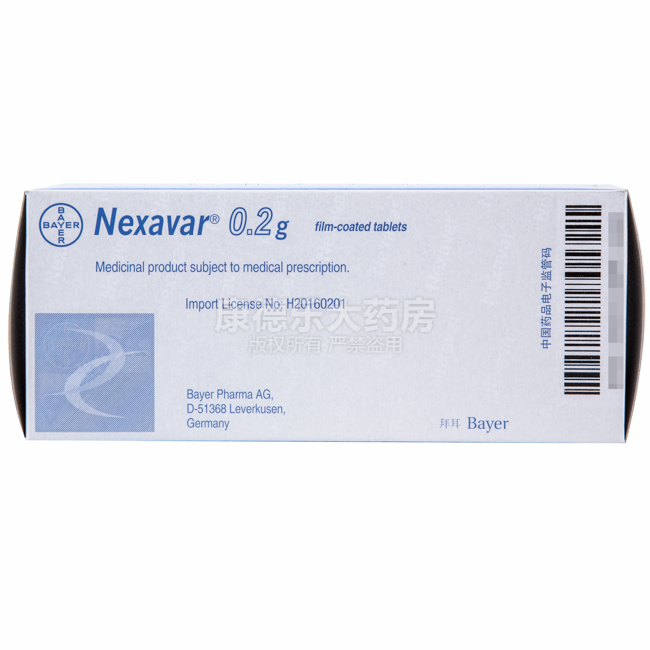 BAYER
BAYER
Nexavar® 0.2 g film-coated tablets
Medicinal product subject to medical prescription.
Import License No. H20160201
康德乐大药房
版权所有 严禁盗用
Bayer Pharma AG,
D-51368 Leverkusen,
Germany
拜耳 Bayer
中国药品电子监管码